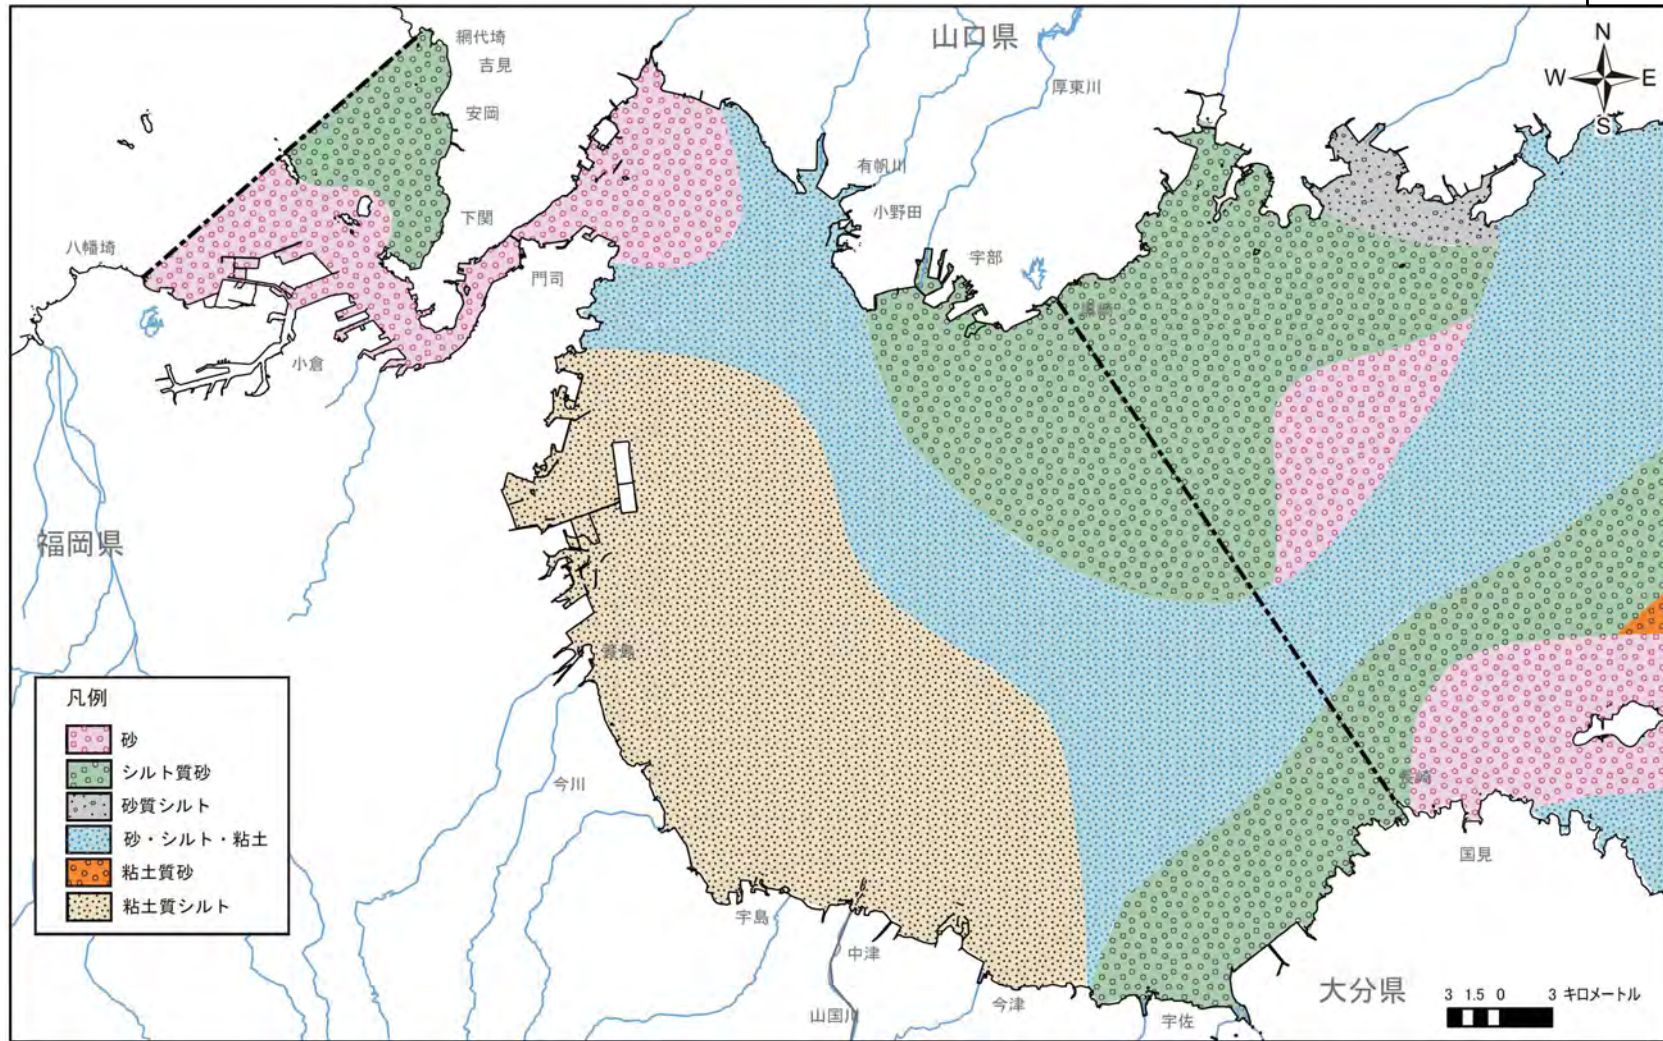 網代埼
吉見
山口県
N
W
E
S
厚東川
安岡
有帆川
小野田
下関
八幡埼
宇部
門司
小倉
福岡県
凡例
砂
シルト質砂
砂質シルト
砂・シルト・粘土
粘土質砂
粘土質シルト
今川
国見
宇島
中津
山国川
今津
宇佐
大分県
3 1.5 0 3 キロメートル